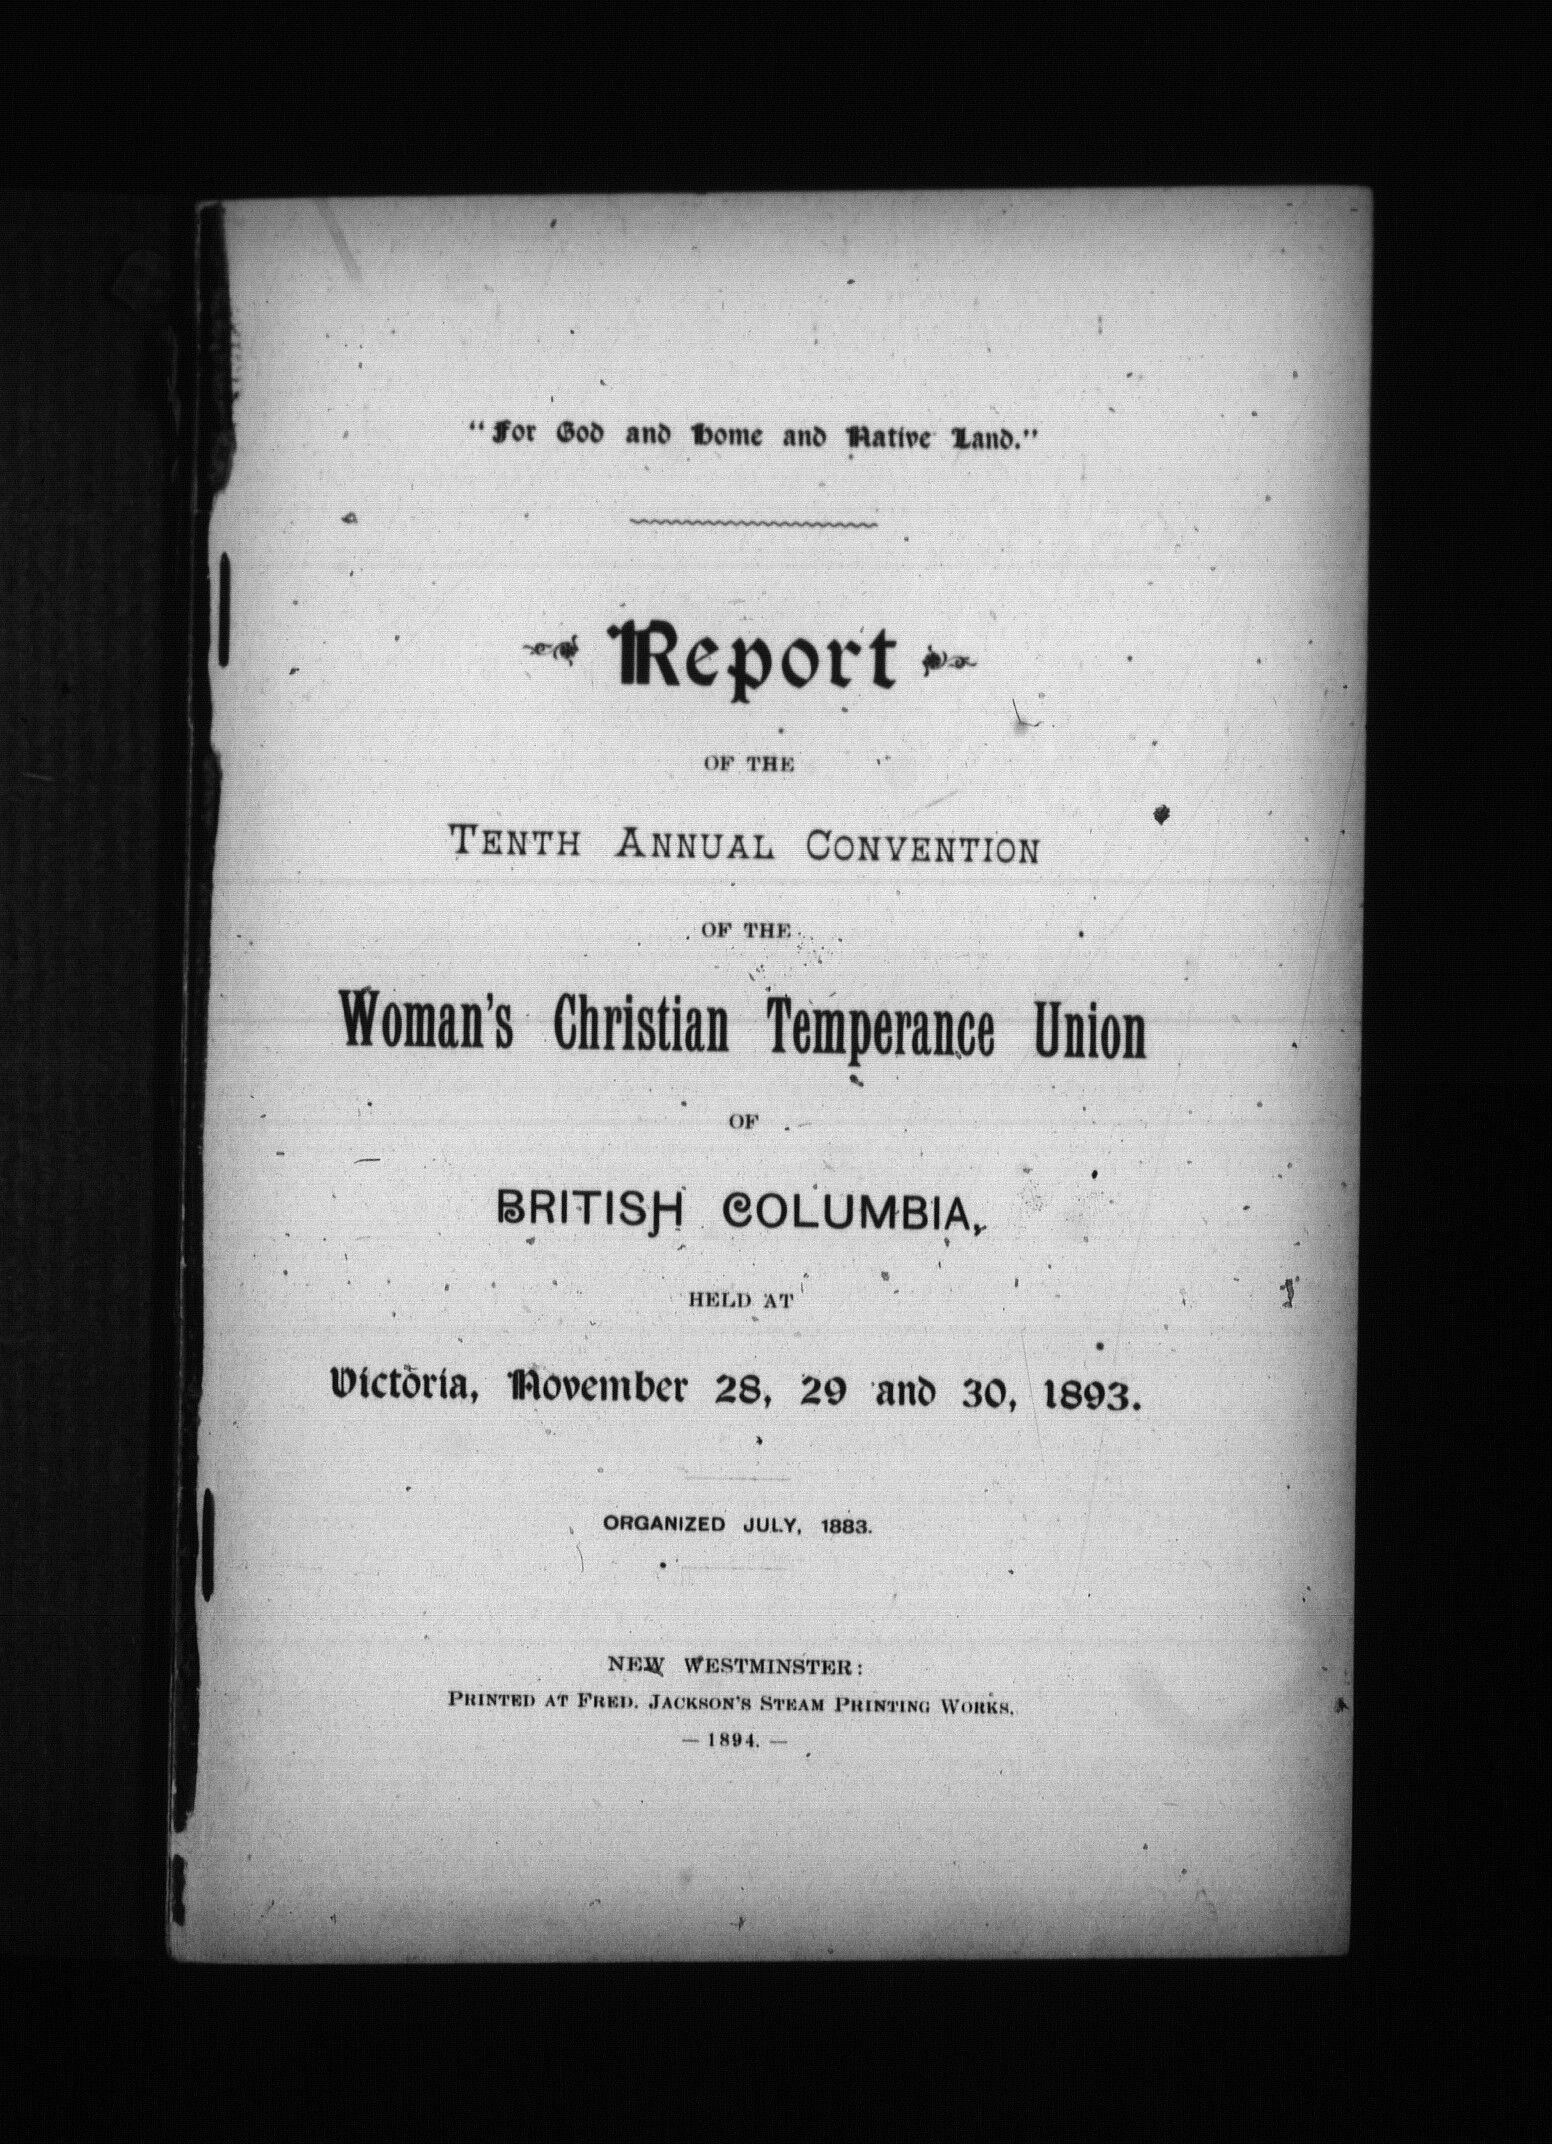 "For God and Home and Native Land."
Report
OF THE
TENTH ANNUAL CONVENTION
OF THE
Woman's Christian Temperance Union
OF
BRITISH COLUMBIA,
HELD AT
Victoria, November 28, 29 and 30, 1893.
ORGANIZED JULY, 1883.
NEW WESTMINSTER:
PRINTED AT FRED. JACKSON'S STEAM PRINTING WORKS.
— 1894. —